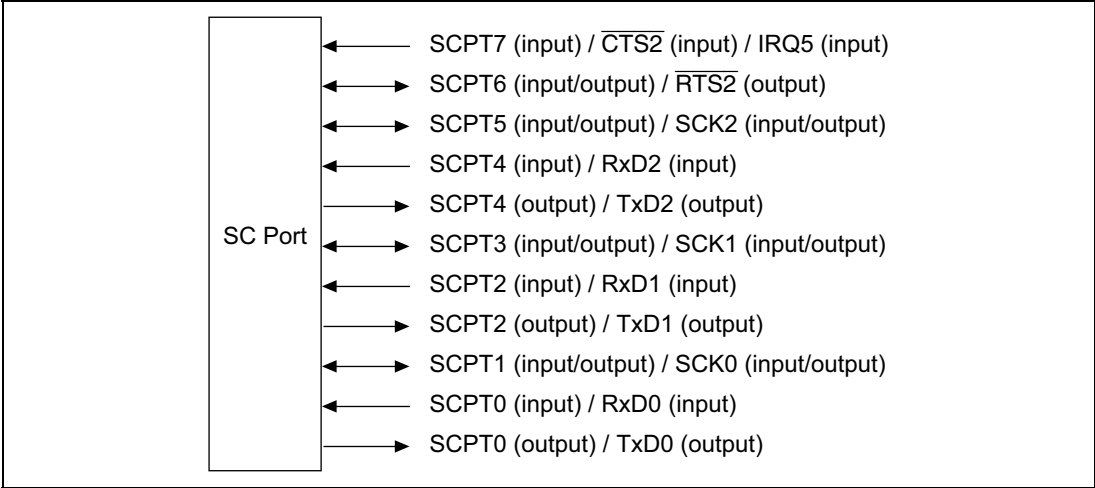 SC Port
SCPT7 (input) / C̅T̅S̅2̅ (input) / IRQ5 (input)
SCPT6 (input/output) / R̅T̅S̅2̅ (output)
SCPT5 (input/output) / SCK2 (input/output)
SCPT4 (input) / RxD2 (input)
SCPT4 (output) / TxD2 (output)
SCPT3 (input/output) / SCK1 (input/output)
SCPT2 (input) / RxD1 (input)
SCPT2 (output) / TxD1 (output)
SCPT1 (input/output) / SCK0 (input/output)
SCPT0 (input) / RxD0 (input)
SCPT0 (output) / TxD0 (output)